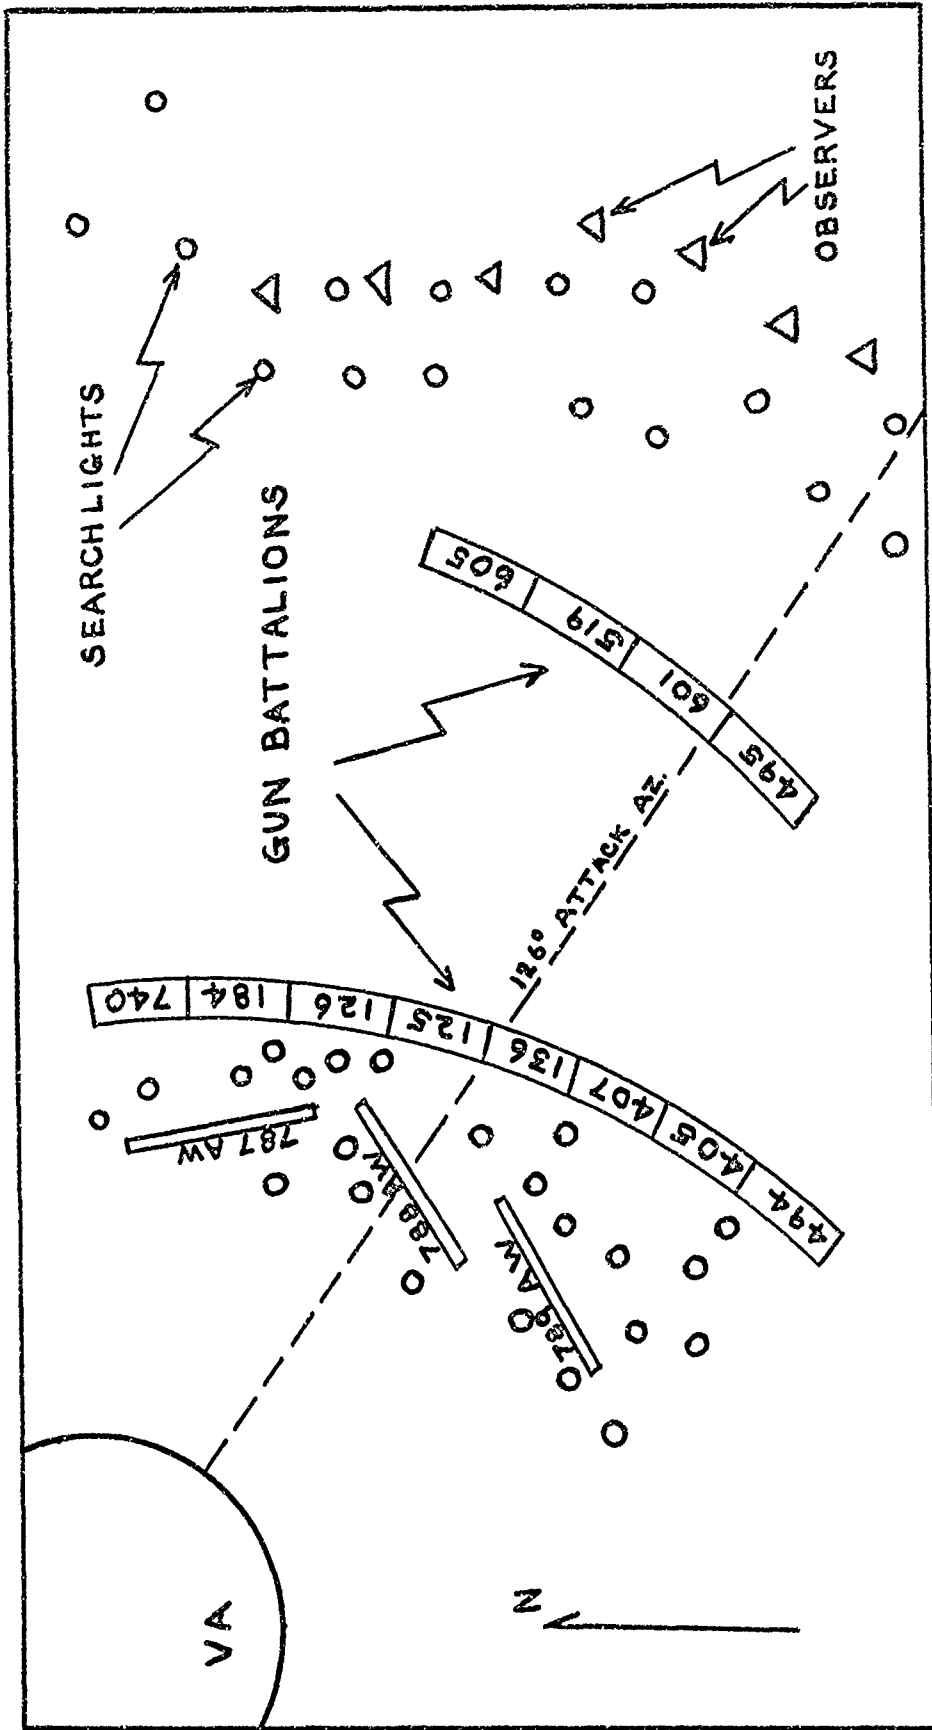 SEARCHLIGHTS
OBSERVERS
GUN BATTALIONS
605
519
601
495
126° ATTACK AZ.
740
184
126
125
136
407
405
494
787 AW
788 AW
789 AW
VA
N